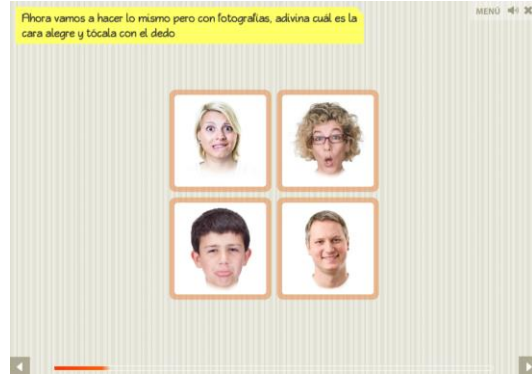 Ahora vamos a hacer lo mismo pero con fotografías, adivina cuál es la
cara alegre y tócala con el dedo
MENÚ